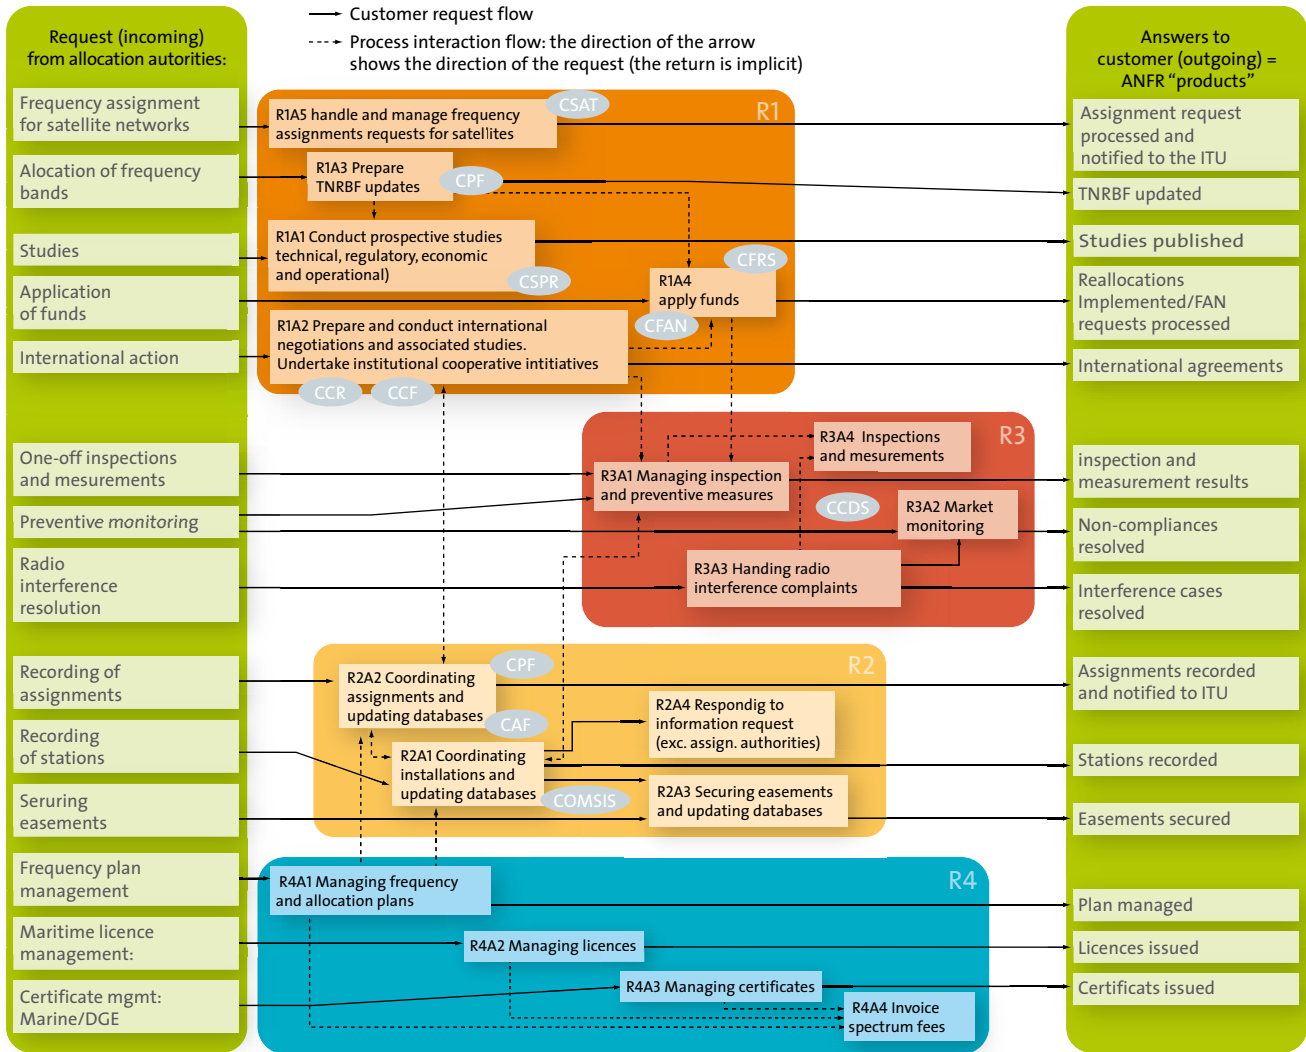 Request (incoming)
from allocation autorities:
Frequency assignment
for satellite networks
Alocation of frequency
bands
Studies
Application
of funds
International action
One-off inspections
and mesurements
Preventive monitoring
Radio
interference
resolution
Recording of
assignments
Recording
of stations
Seruring
easements
Frequency plan
management
Maritime licence
management:
Certificate mgmt:
Marine/DGE
Customer request flow
Process interaction flow: the direction of the arrow
shows the direction of the request (the return is implicit)
R1
R1A5 handle and manage frequency
assignments requests for satellites
CSAT
R1A3 Prepare
TNRBF updates
CPF
R1A1 Conduct prospective studies
technical, regulatory, economic
and operational)
CSPR
CFRS
R1A4
apply funds
CFAN
R1A2 Prepare and conduct international
negotiations and associated studies.
Undertake institutional cooperative intitiatives
CCR
CCF
R3
R3A4 Inspections
and mesurements
R3A1 Managing inspection
and preventive measures
CCDS
R3A2 Market
monitoring
R3A3 Handing radio
interference complaints
R2
CPF
R2A2 Coordinating
assignments and
updating databases
CAF
R2A4 Respondig to
information request
(exc. assign. authorities)
R2A1 Coordinating
installations and
updating databases
COMSIS
R2A3 Securing easements
and updating databases
R4
R4A1 Managing frequency
and allocation plans
R4A2 Managing licences
R4A3 Managing certificates
R4A4 Invoice
spectrum fees
Answers to
customer (outgoing) =
ANFR “products”
Assignment request
processed and
notified to the ITU
TNRBF updated
Studies published
Reallocations
Implemented/FAN
requests processed
International agreements
inspection and
measurement results
Non-compliances
resolved
Interference cases
resolved
Assignments recorded
and notified to ITU
Stations recorded
Easements secured
Plan managed
Licences issued
Certificats issued